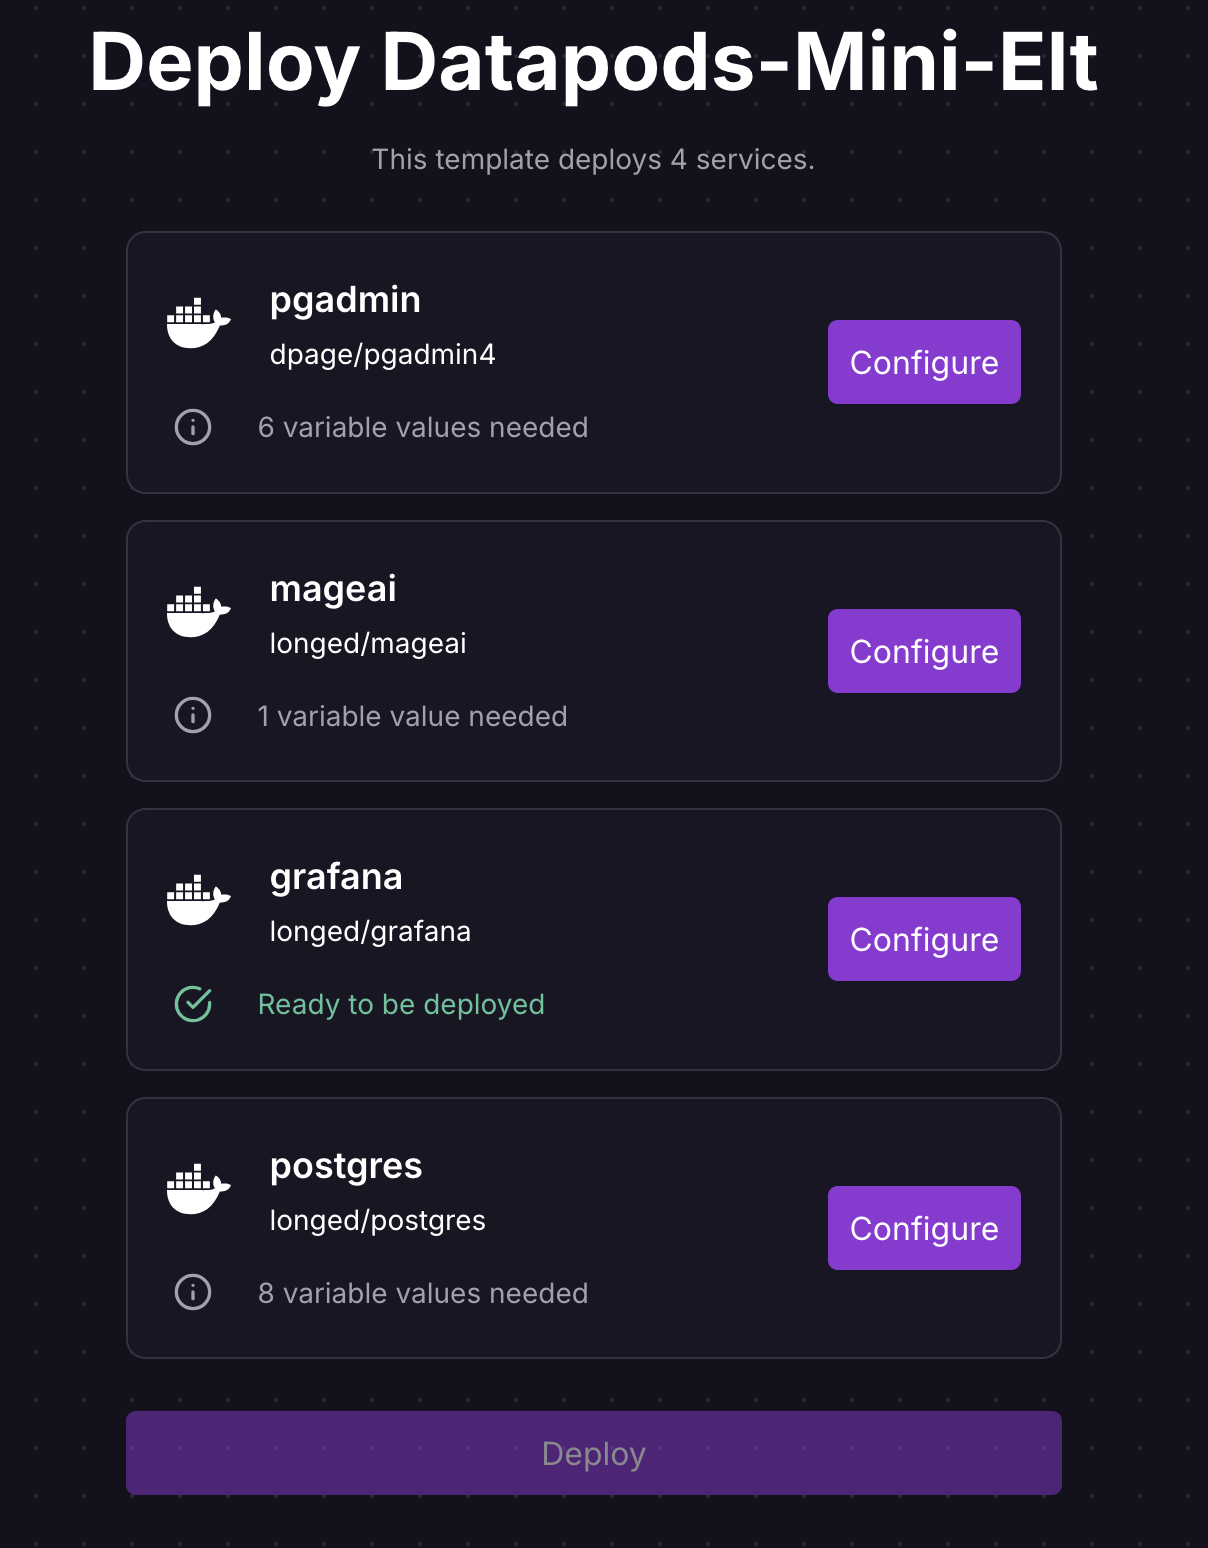 Deploy Datapods-Mini-Elt
This template deploys 4 services.
pgadmin
dpage/pgadmin4
Configure
6 variable values needed
mageai
longed/mageai
Configure
1 variable value needed
grafana
longed/grafana
Configure
Ready to be deployed
postgres
longed/postgres
Configure
8 variable values needed
Deploy